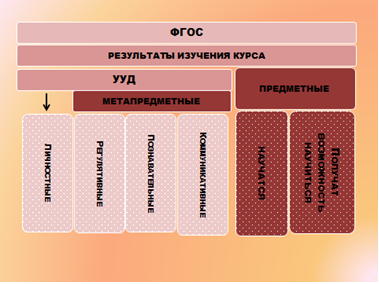 ФГОС
РЕЗУЛЬТАТЫ ИЗУЧЕНИЯ КУРСА
УУД
ПРЕДМЕТНЫЕ
МЕТАПРЕДМЕТНЫЕ
ЛИЧНОСТНЫЕ
РЕГУЛЯТИВНЫЕ
ПОЗНАВАТЕЛЬНЫЕ
КОММУНИКАТИВНЫЕ
НАУЧАТСЯ
ПОЛУЧАТ
ВОЗМОЖНОСТЬ
НАУЧИТЬСЯ